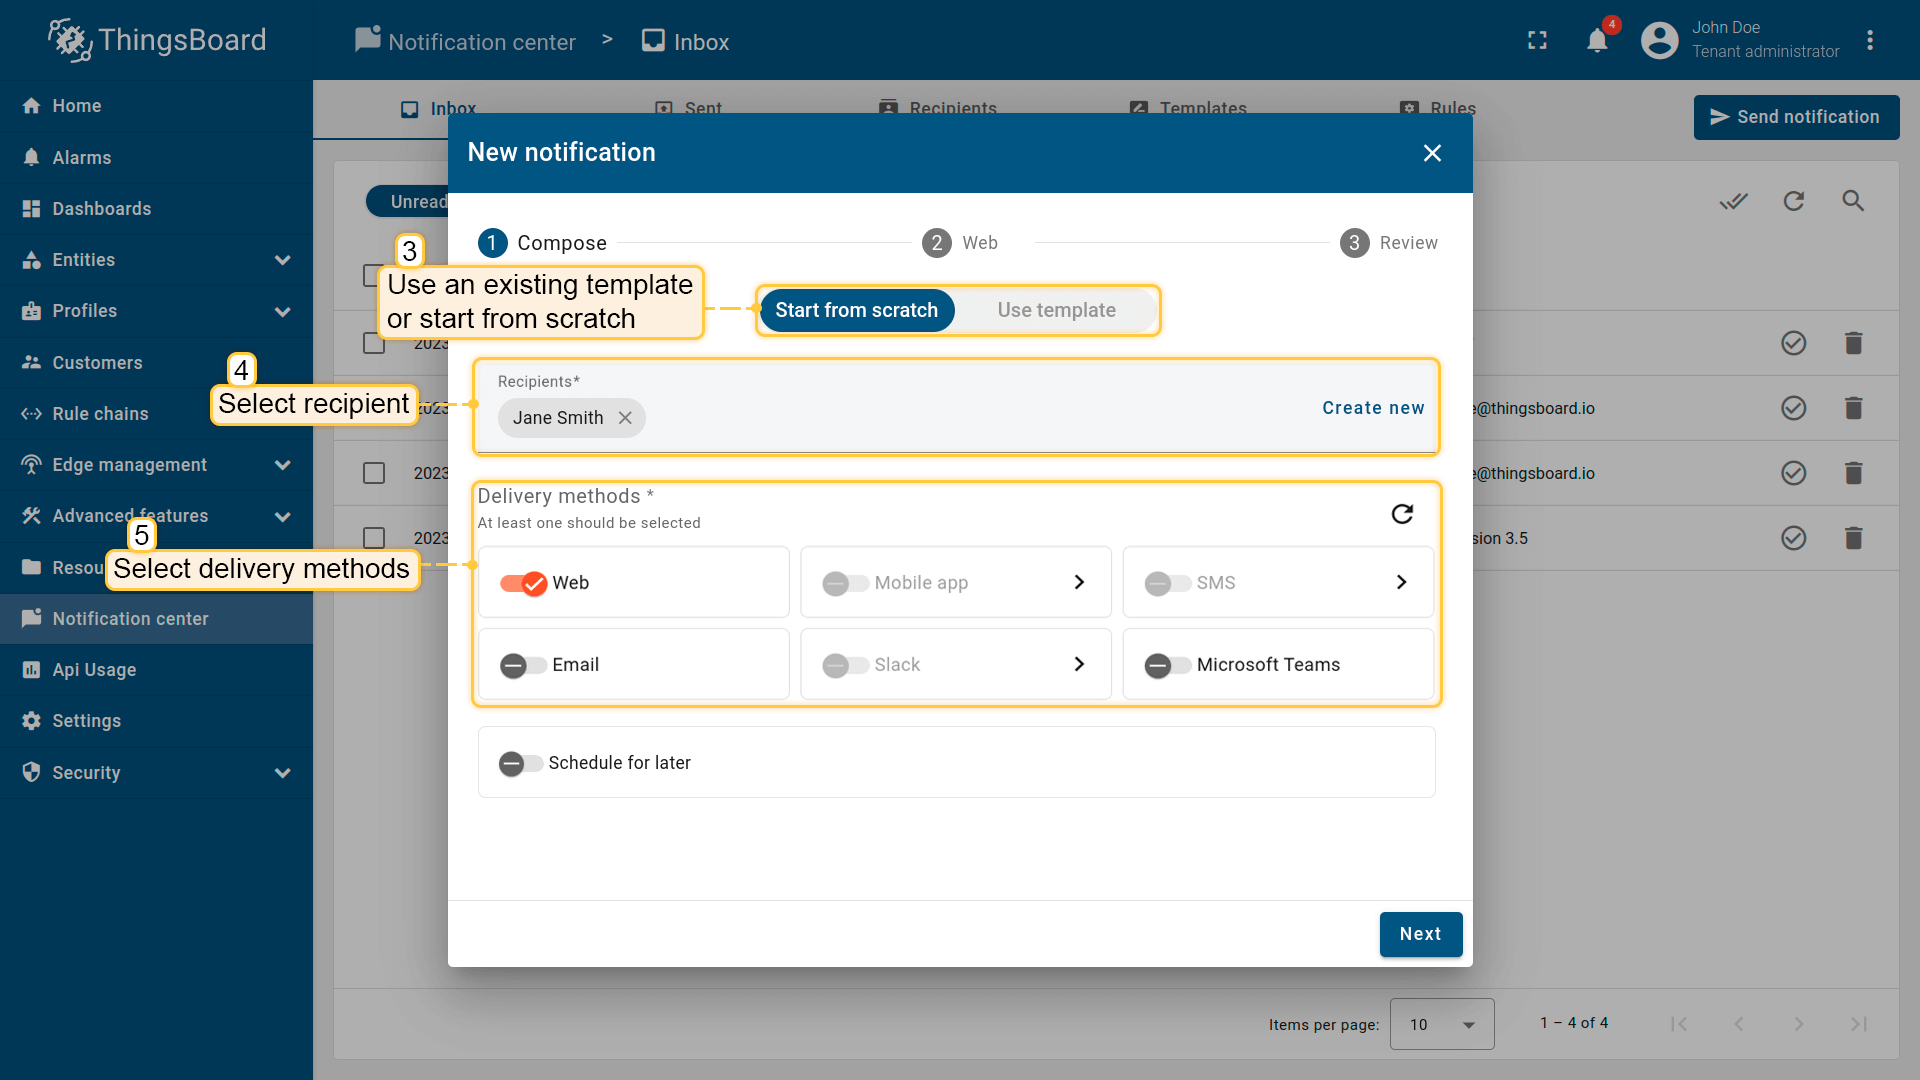 ThingsBoard
Notification center > Inbox
4
John Doe
Tenant administrator
Home
Alarms
Dashboards
Entities
Profiles
Customers
Rule chains
Edge management
Advanced features
Resou
Notification center
Api Usage
Settings
Security
Inbox
Sent
Recipients
Templates
Rules
Send notification
Unread
New notification
1 Compose
2 Web
3 Review
3
Use an existing template
or start from scratch
Start from scratch
Use template
2023
4
Select recipient
Recipients*
Jane Smith
Create new
2023
e@thingsboard.io
2023
e@thingsboard.io
2023
sion 3.5
5
Select delivery methods
Delivery methods *
At least one should be selected
Web
Mobile app
SMS
Email
Slack
Microsoft Teams
Schedule for later
Next
Items per page:
10
1 – 4 of 4